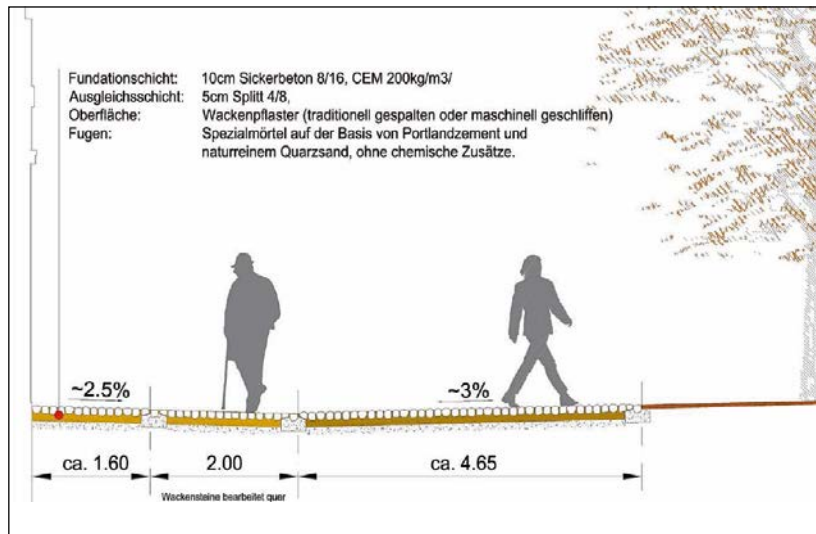 Fundationschicht: 10cm Sickerbeton 8/16, CEM 200kg/m3/
Ausgleichsschicht: 5cm Splitt 4/8,
Oberfläche: Wackenpflaster (traditionell gespalten oder maschinell geschliffen)
Fugen: Spezialmörtel auf der Basis von Portlandzement und
naturreinem Quarzsand, ohne chemische Zusätze.
~2.5% ~3%
ca. 1.60 2.00 ca. 4.65
Wackensteine bearbeitet quer